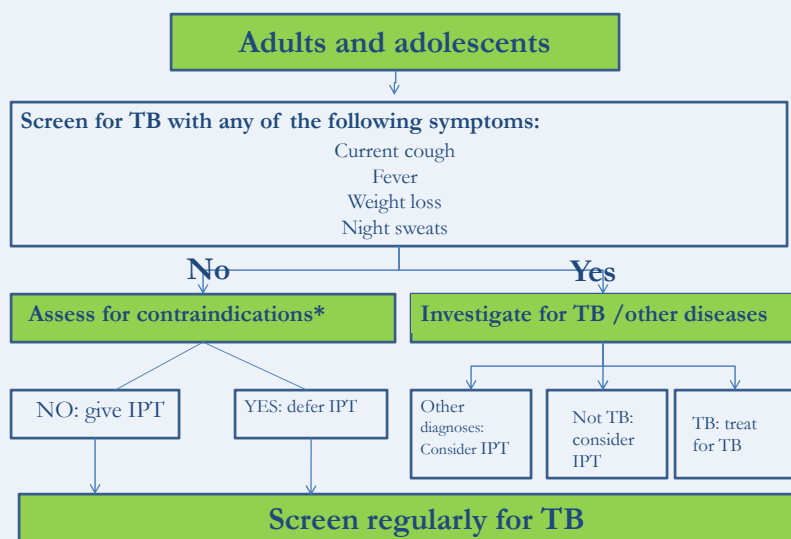 Adults and adolescents
Screen for TB with any of the following symptoms:
Current cough
Fever
Weight loss
Night sweats
No
Yes
Assess for contraindications*
Investigate for TB /other diseases
NO: give IPT
YES: defer IPT
Other
diagnoses:
Consider IPT
Not TB:
consider
IPT
TB: treat
for TB
Screen regularly for TB